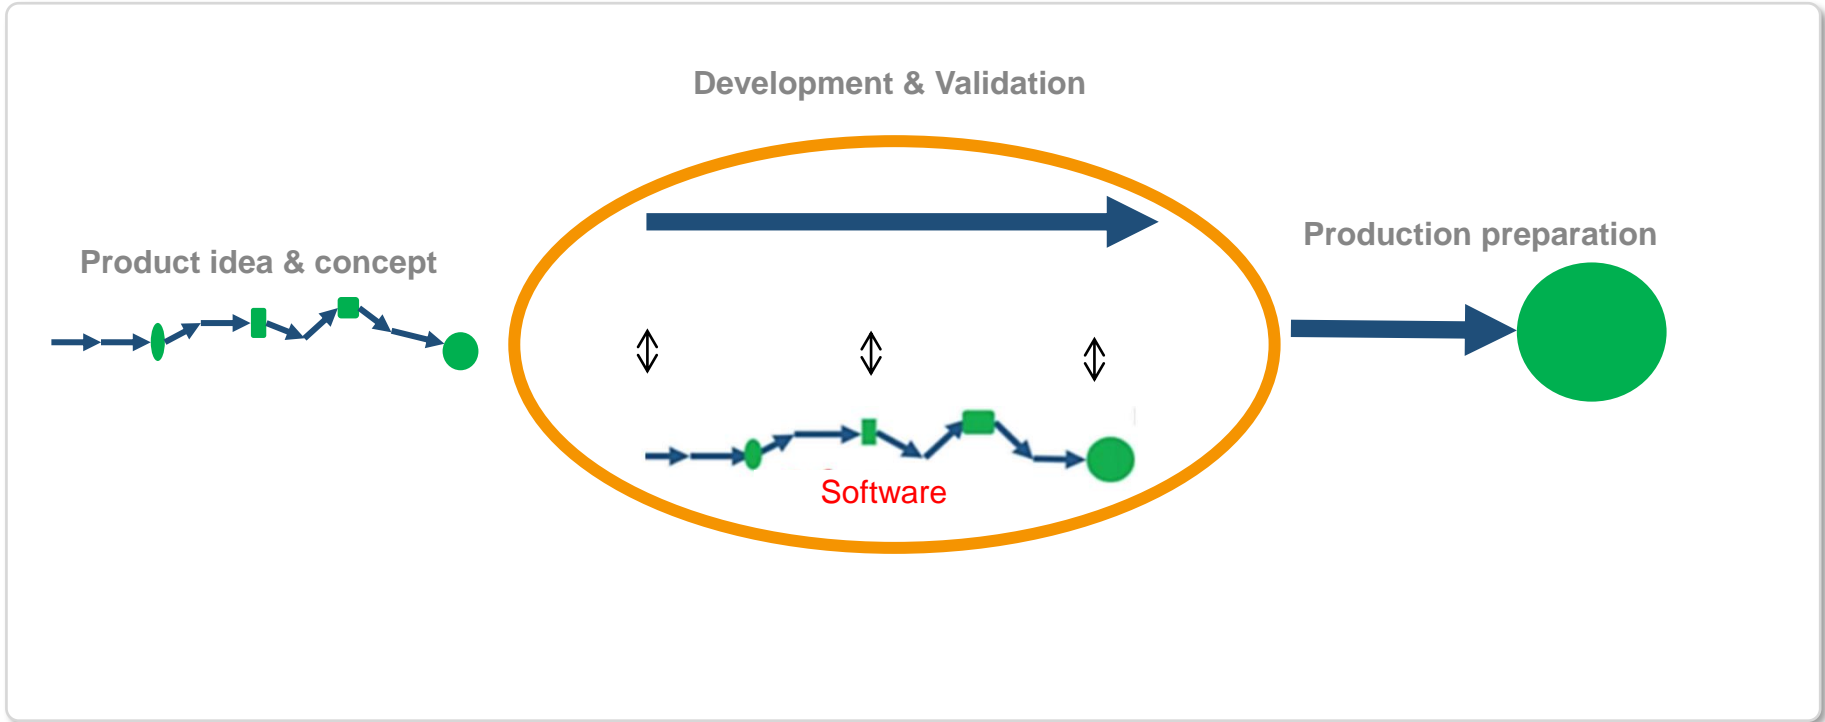 Development & Validation
Product idea & concept
Production preparation
Software